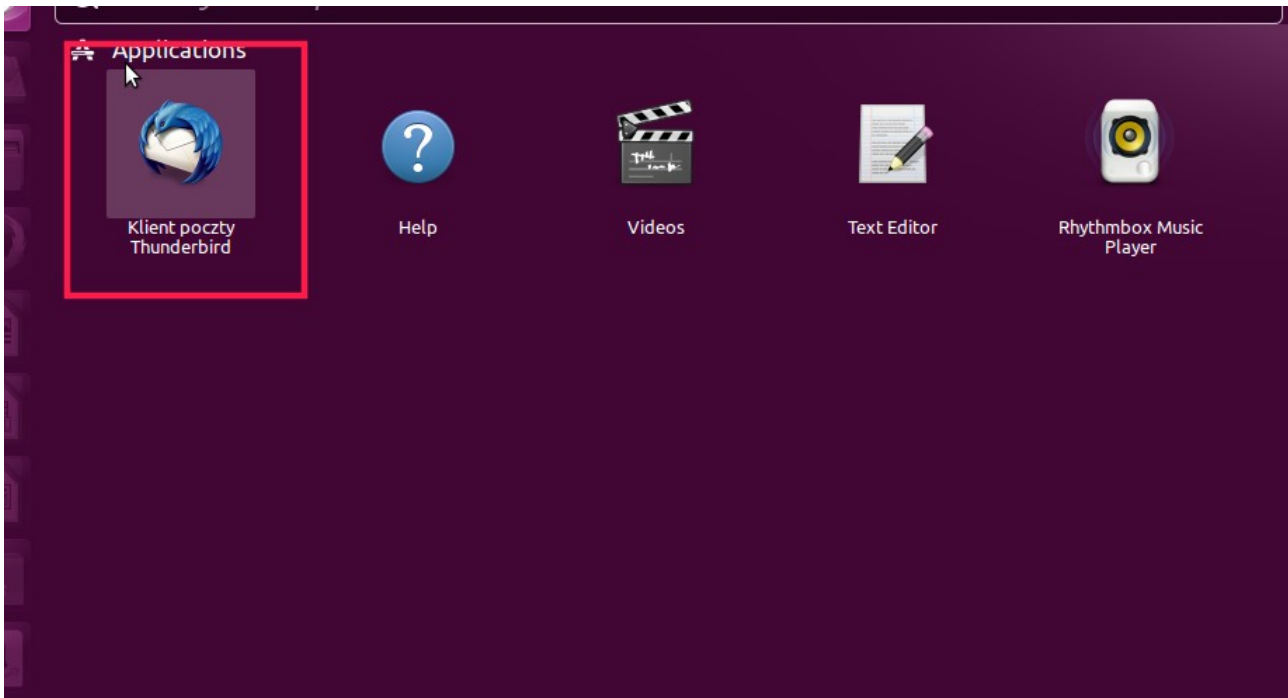 Applications
Klient poczty
Thunderbird
Help
Videos
Text Editor
Rhythmbox Music
Player